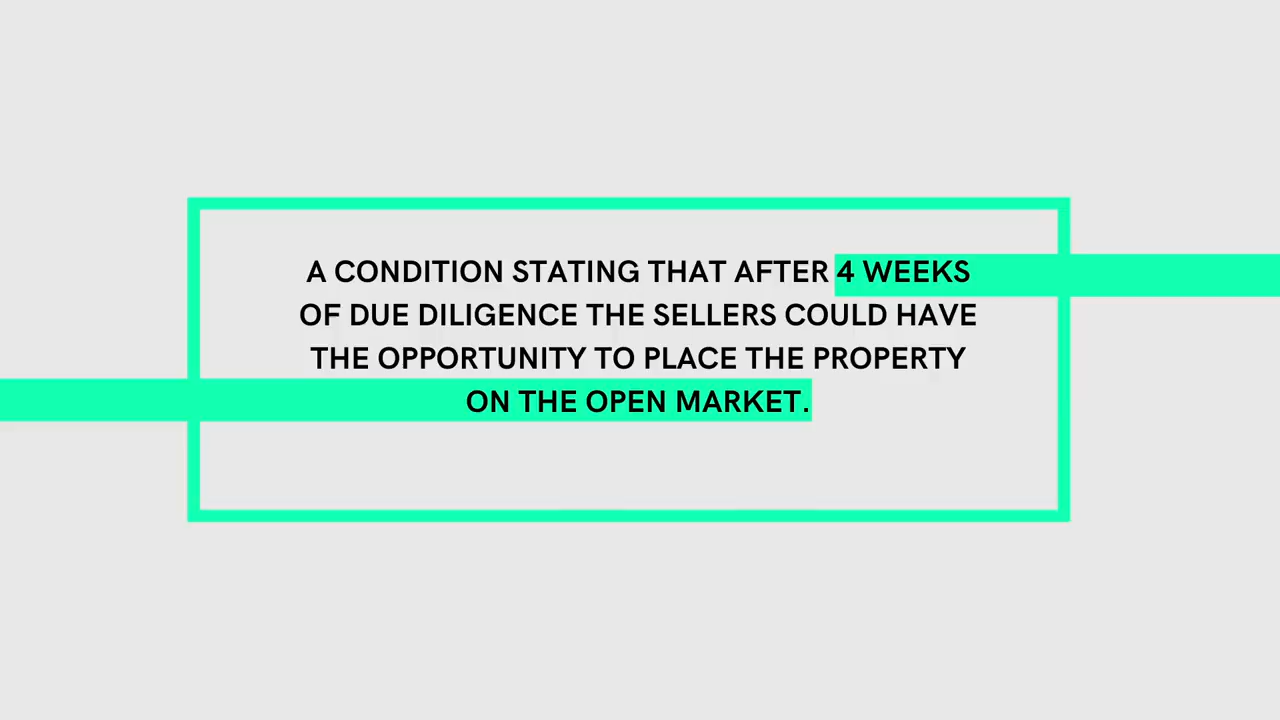 A CONDITION STATING THAT AFTER 4 WEEKS
OF DUE DILIGENCE THE SELLERS COULD HAVE
THE OPPORTUNITY TO PLACE THE PROPERTY
ON THE OPEN MARKET.